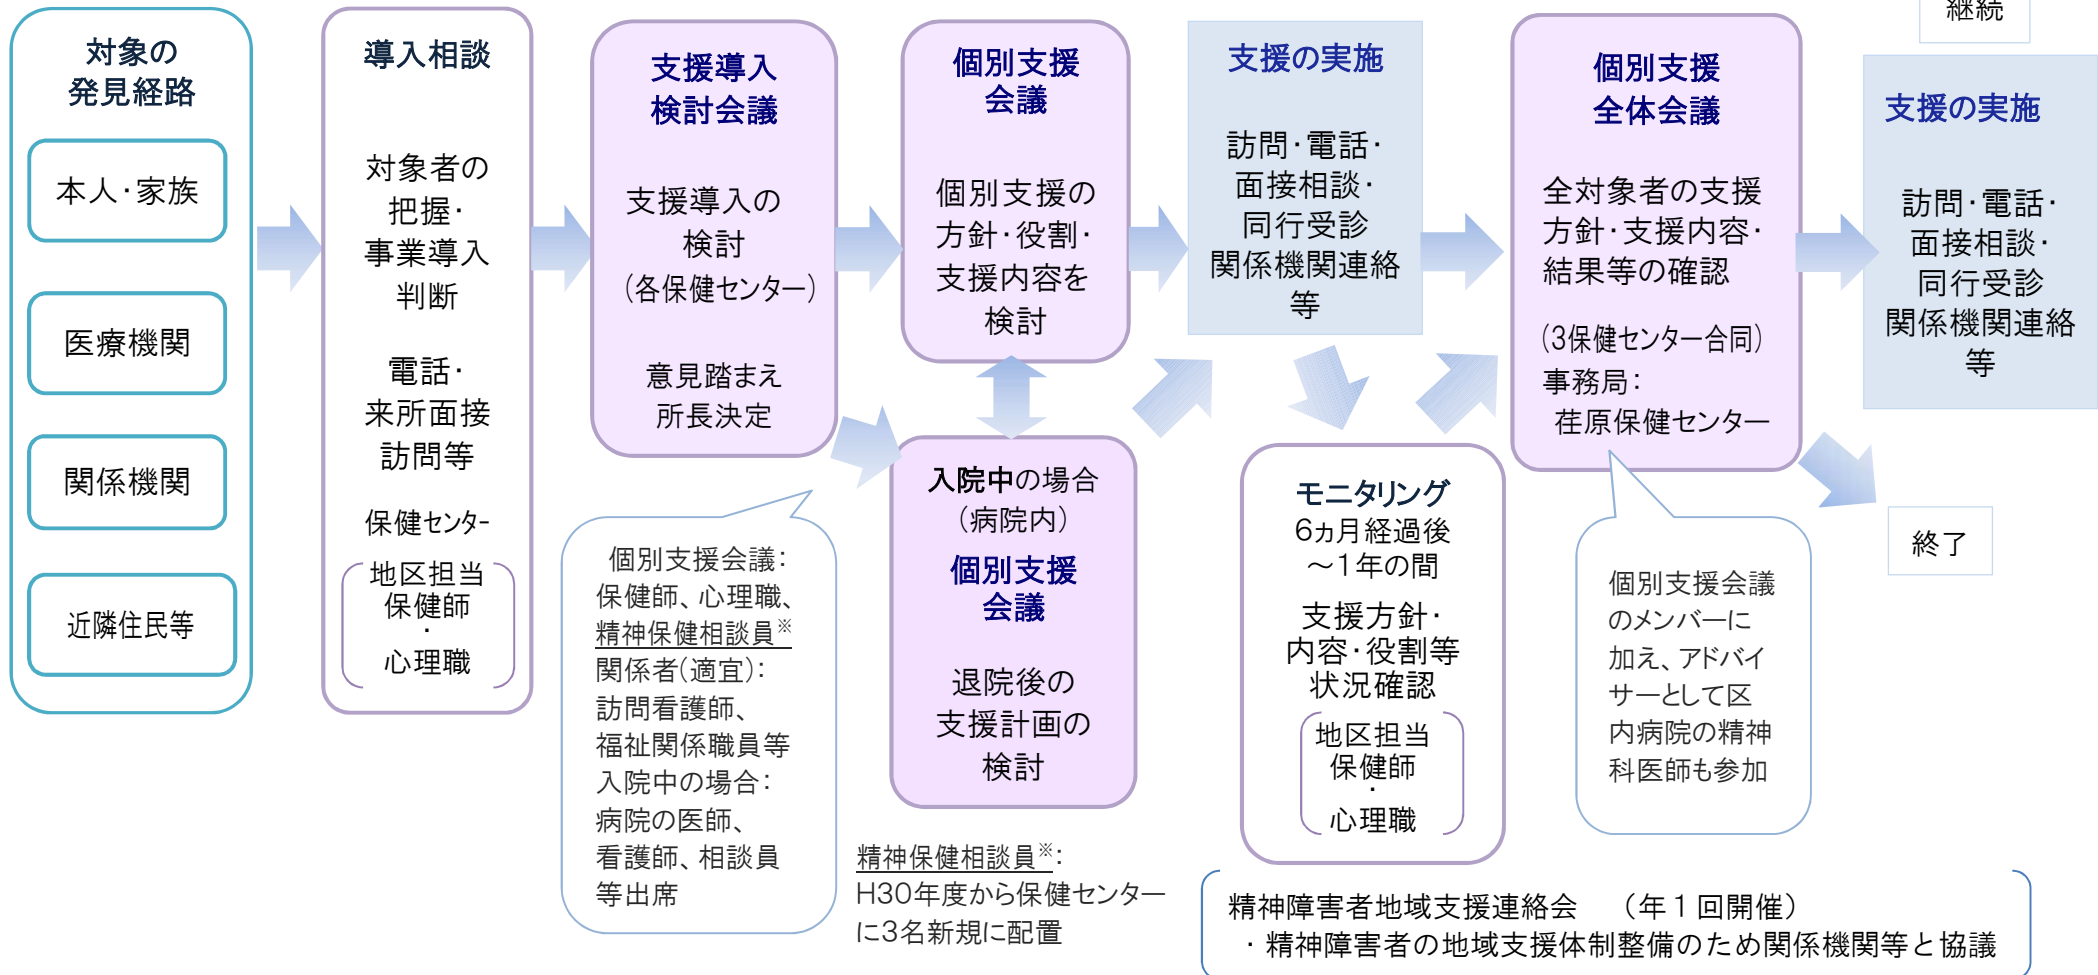 対象の
発見経路
本人・家族
医療機関
関係機関
近隣住民等
導入相談
対象者の
把握・
事業導入
判断
電話・
来所面接
訪問等
保健センター
地区担当
保健師
・
心理職
支援導入
検討会議
支援導入の
検討
（各保健センター）
意見踏まえ
所長決定
個別支援会議：
保健師、心理職、
精神保健相談員※
関係者(適宜)：
訪問看護師、
福祉関係職員等
入院中の場合：
病院の医師、
看護師、相談員
等出席
個別支援
会議
個別支援の
方針・役割・
支援内容を
検討
入院中の場合
（病院内）
個別支援
会議
退院後の
支援計画の
検討
精神保健相談員※：
H30年度から保健センター
に3名新規に配置
支援の実施
訪問・電話・
面接相談・
同行受診
関係機関連絡
等
モニタリング
6ヵ月経過後
～1年の間
支援方針・
内容・役割等
状況確認
地区担当
保健師
・
心理職
個別支援
全体会議
全対象者の支援
方針・支援内容・
結果等の確認
(3保健センター合同)
事務局：
荏原保健センター
個別支援会議
のメンバーに
加え、アドバイ
サーとして区
内病院の精神
科医師も参加
継続
支援の実施
訪問・電話・
面接相談・
同行受診
関係機関連絡
等
終了
精神障害者地域支援連絡会　（年１回開催）
・精神障害者の地域支援体制整備のため関係機関等と協議